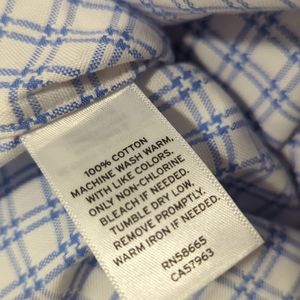 100% COTTON
MACHINE WASH WARM,
WITH LIKE COLORS.
ONLY NON-CHLORINE
BLEACH IF NEEDED.
TUMBLE DRY LOW,
REMOVE PROMPTLY.
WARM IRON IF NEEDED.
RN58665
CA57963